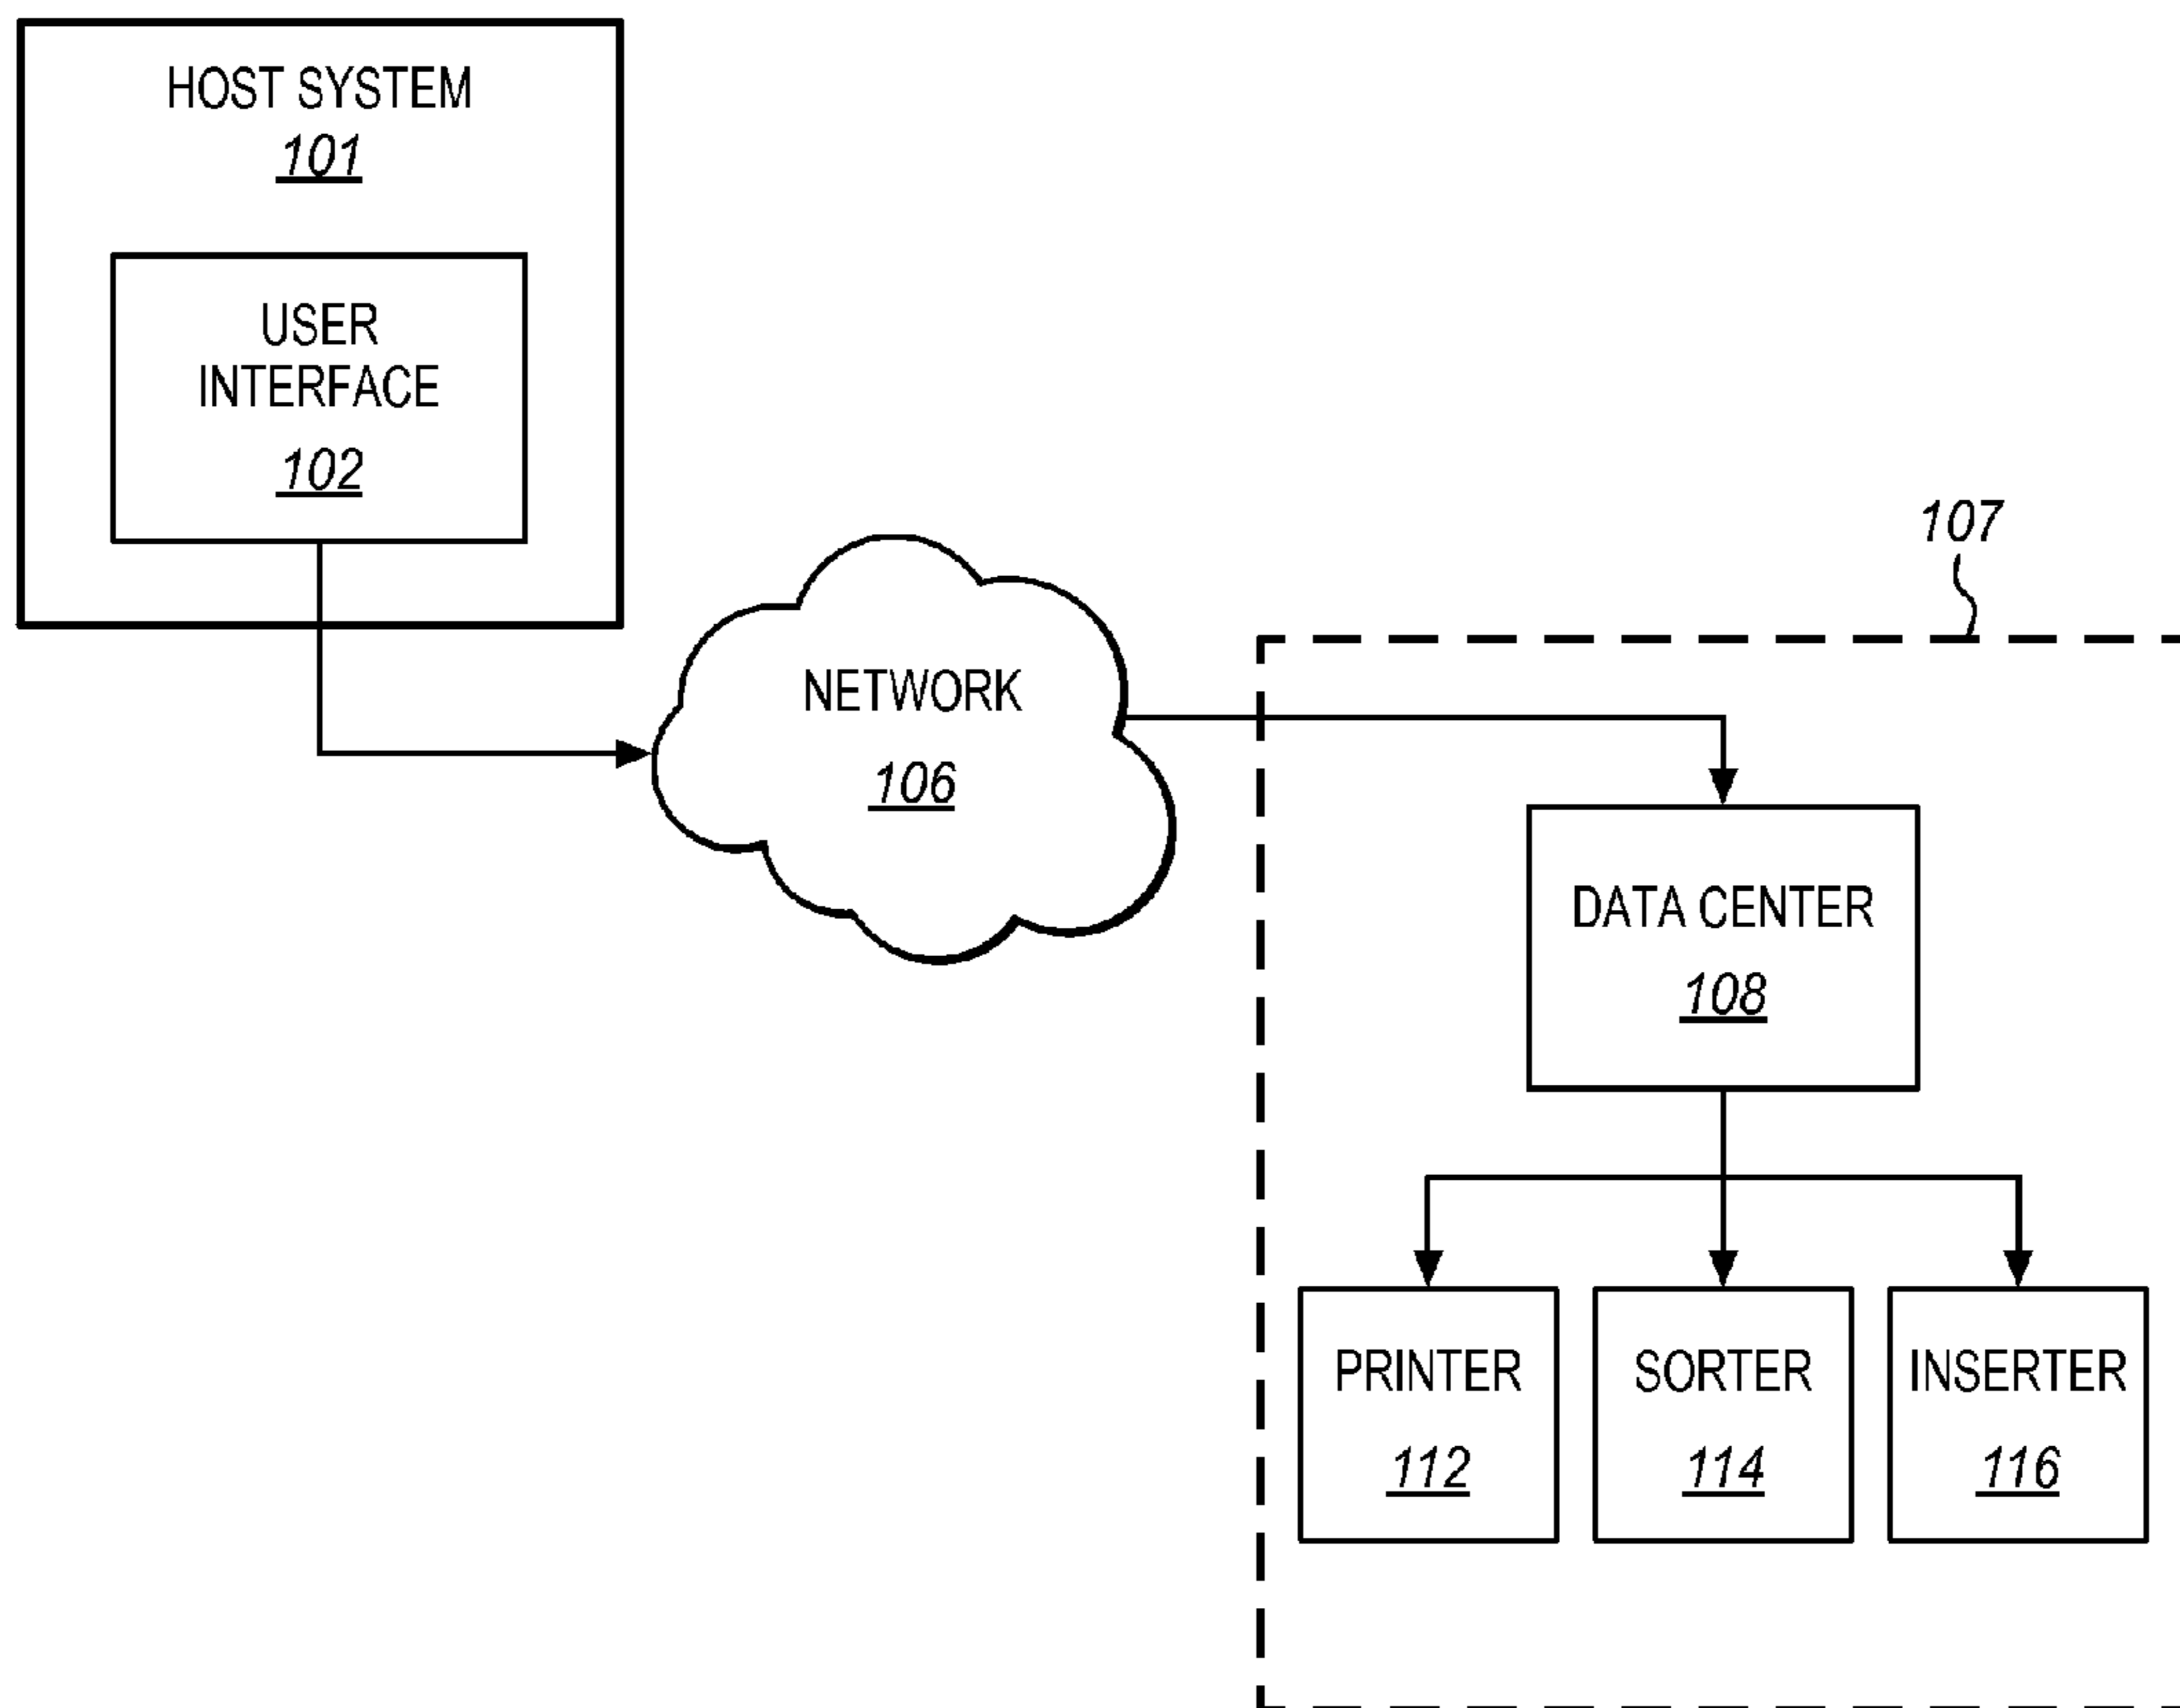 HOST SYSTEM
101
USER
INTERFACE
102
107
NETWORK
106
DATA CENTER
108
PRINTER
112
SORTER
114
INSERTER
116